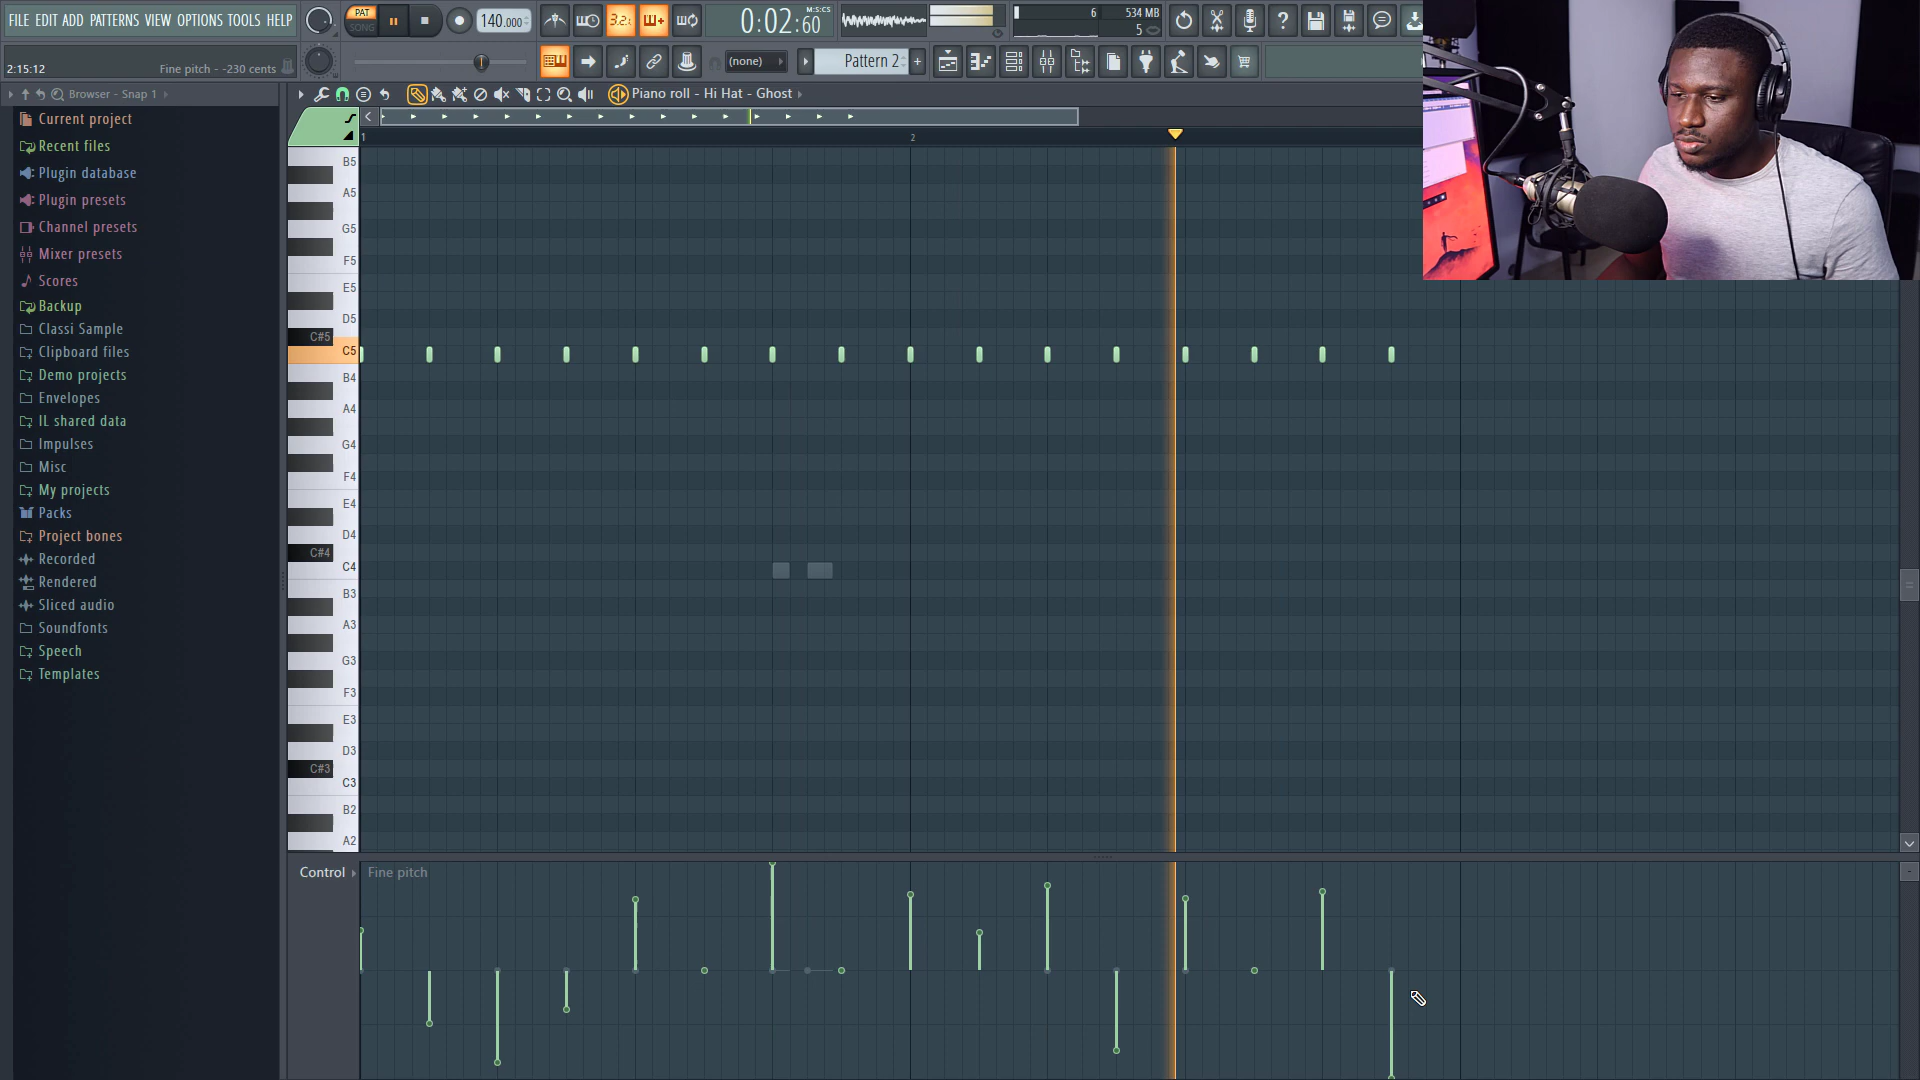 FILE EDIT ADD PATTERNS VIEW OPTIONS TOOLS HELP
PAT
SONG
140.000
3.2.
0:02:60
M:S:CS
6
534 MB
5
2:15:12
Fine pitch - -230 cents
(none)
Pattern 2
Browser - Snap 1
Piano roll - Hi Hat - Ghost
Current project
Recent files
Plugin database
Plugin presets
Channel presets
Mixer presets
Scores
Backup
Classi Sample
Clipboard files
Demo projects
Envelopes
IL shared data
Impulses
Misc
My projects
Packs
Project bones
Recorded
Rendered
Sliced audio
Soundfonts
Speech
Templates
1
2
B5
A5
G5
F5
E5
D5
C#5
C5
B4
A4
G4
F4
E4
D4
C#4
C4
B3
A3
G3
F3
E3
D3
C#3
C3
B2
A2
Control
Fine pitch